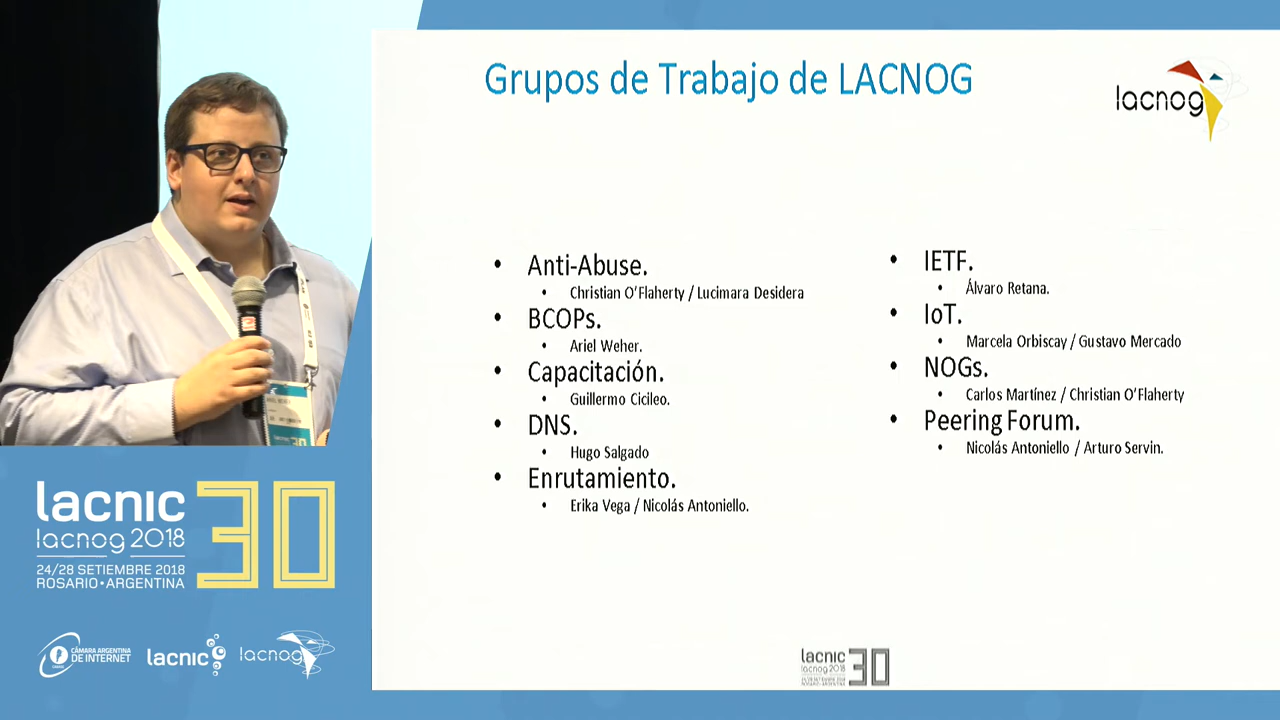 Grupos de Trabajo de LACNOG
lacnog
Anti-Abuse.
Christian O'Flaherty / Lucimara Desidera
BCOPs.
Ariel Weher.
Capacitación.
Guillermo Cicileo.
DNS.
Hugo Salgado
Enrutamiento.
Erika Vega / Nicolás Antoniello.
IETF.
Álvaro Retana.
IoT.
Marcela Orbiscay / Gustavo Mercado
NOGs.
Carlos Martínez / Christian O'Flaherty
Peering Forum.
Nicolás Antoniello / Arturo Servin.
lacnic 30
lacnog 2018
24/28 SETIEMBRE 2018
ROSARIO•ARGENTINA
CÁMARA ARGENTINA
DE INTERNET
lacnic
lacnog
lacnic 30
lacnog 2018